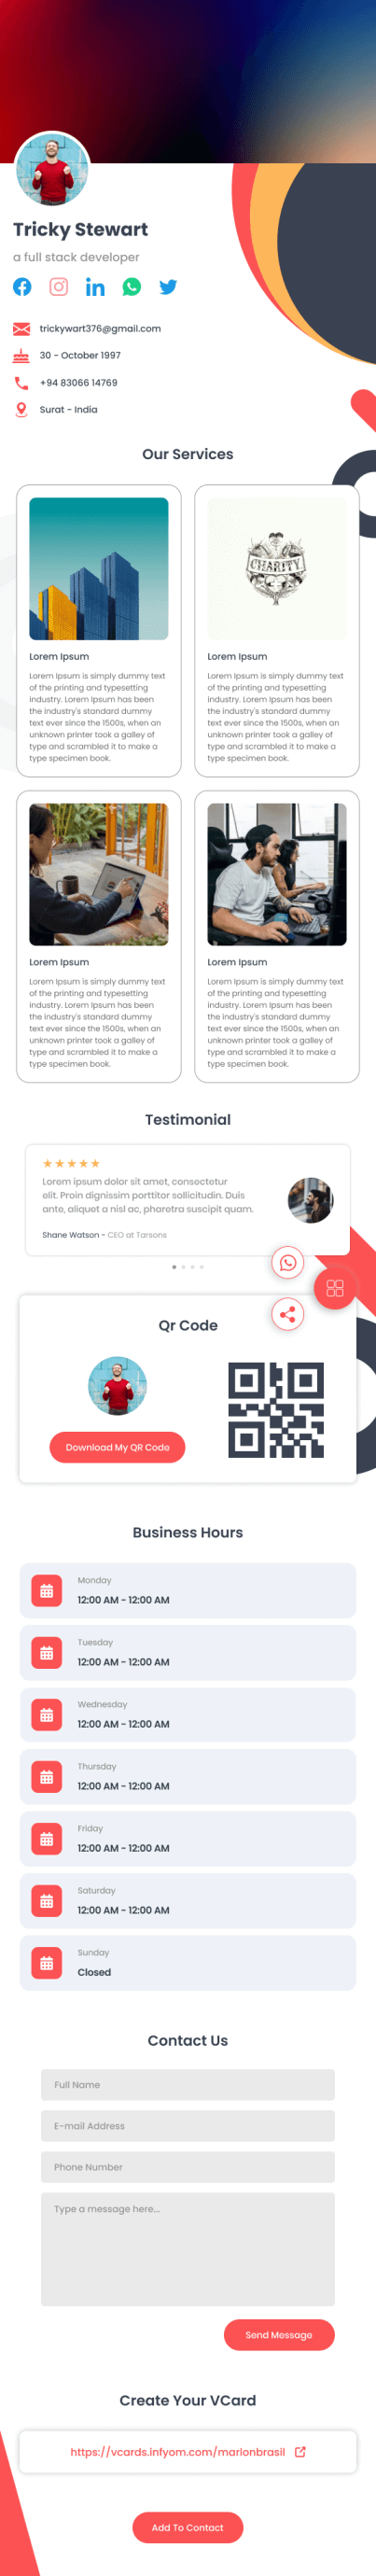 Tricky Stewart
a full stack developer
trickywart376@gmail.com
30 - October 1997
+94 83066 14769
Surat - India
Our Services
CHARITY
Lorem Ipsum
Lorem Ipsum is simply dummy text
of the printing and typesetting
industry. Lorem Ipsum has been
the industry's standard dummy
text ever since the 1500s, when an
unknown printer took a galley of
type and scrambled it to make a
type specimen book.
Lorem Ipsum
Lorem Ipsum is simply dummy text
of the printing and typesetting
industry. Lorem Ipsum has been
the industry's standard dummy
text ever since the 1500s, when an
unknown printer took a galley of
type and scrambled it to make a
type specimen book.
Lorem Ipsum
Lorem Ipsum is simply dummy text
of the printing and typesetting
industry. Lorem Ipsum has been
the industry's standard dummy
text ever since the 1500s, when an
unknown printer took a galley of
type and scrambled it to make a
type specimen book.
Lorem Ipsum
Lorem Ipsum is simply dummy text
of the printing and typesetting
industry. Lorem Ipsum has been
the industry's standard dummy
text ever since the 1500s, when an
unknown printer took a galley of
type and scrambled it to make a
type specimen book.
Testimonial
Lorem ipsum dolor sit amet, consectetur
elit. Proin dignissim porttitor sollicitudin. Duis
ante, aliquet a nisl ac, pharetra suscipit quam.
Shane Watson - CEO at Tarsons
Qr Code
Download My QR Code
Business Hours
Monday
12:00 AM - 12:00 AM
Tuesday
12:00 AM - 12:00 AM
Wednesday
12:00 AM - 12:00 AM
Thursday
12:00 AM - 12:00 AM
Friday
12:00 AM - 12:00 AM
Saturday
12:00 AM - 12:00 AM
Sunday
Closed
Contact Us
Full Name
E-mail Address
Phone Number
Type a message here...
Send Message
Create Your VCard
https://vcards.infyom.com/marlonbrasil
Add To Contact